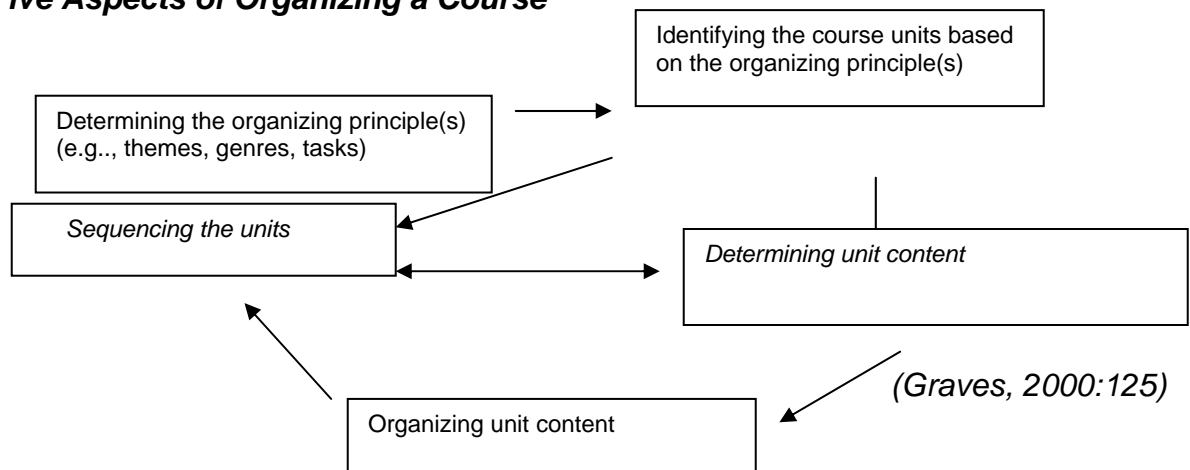 ive Aspects of Organizing a Course
Identifying the course units based
on the organizing principle(s)
Determining the organizing principle(s)
(e.g.., themes, genres, tasks)
Sequencing the units
Determining unit content
(Graves, 2000:125)
Organizing unit content